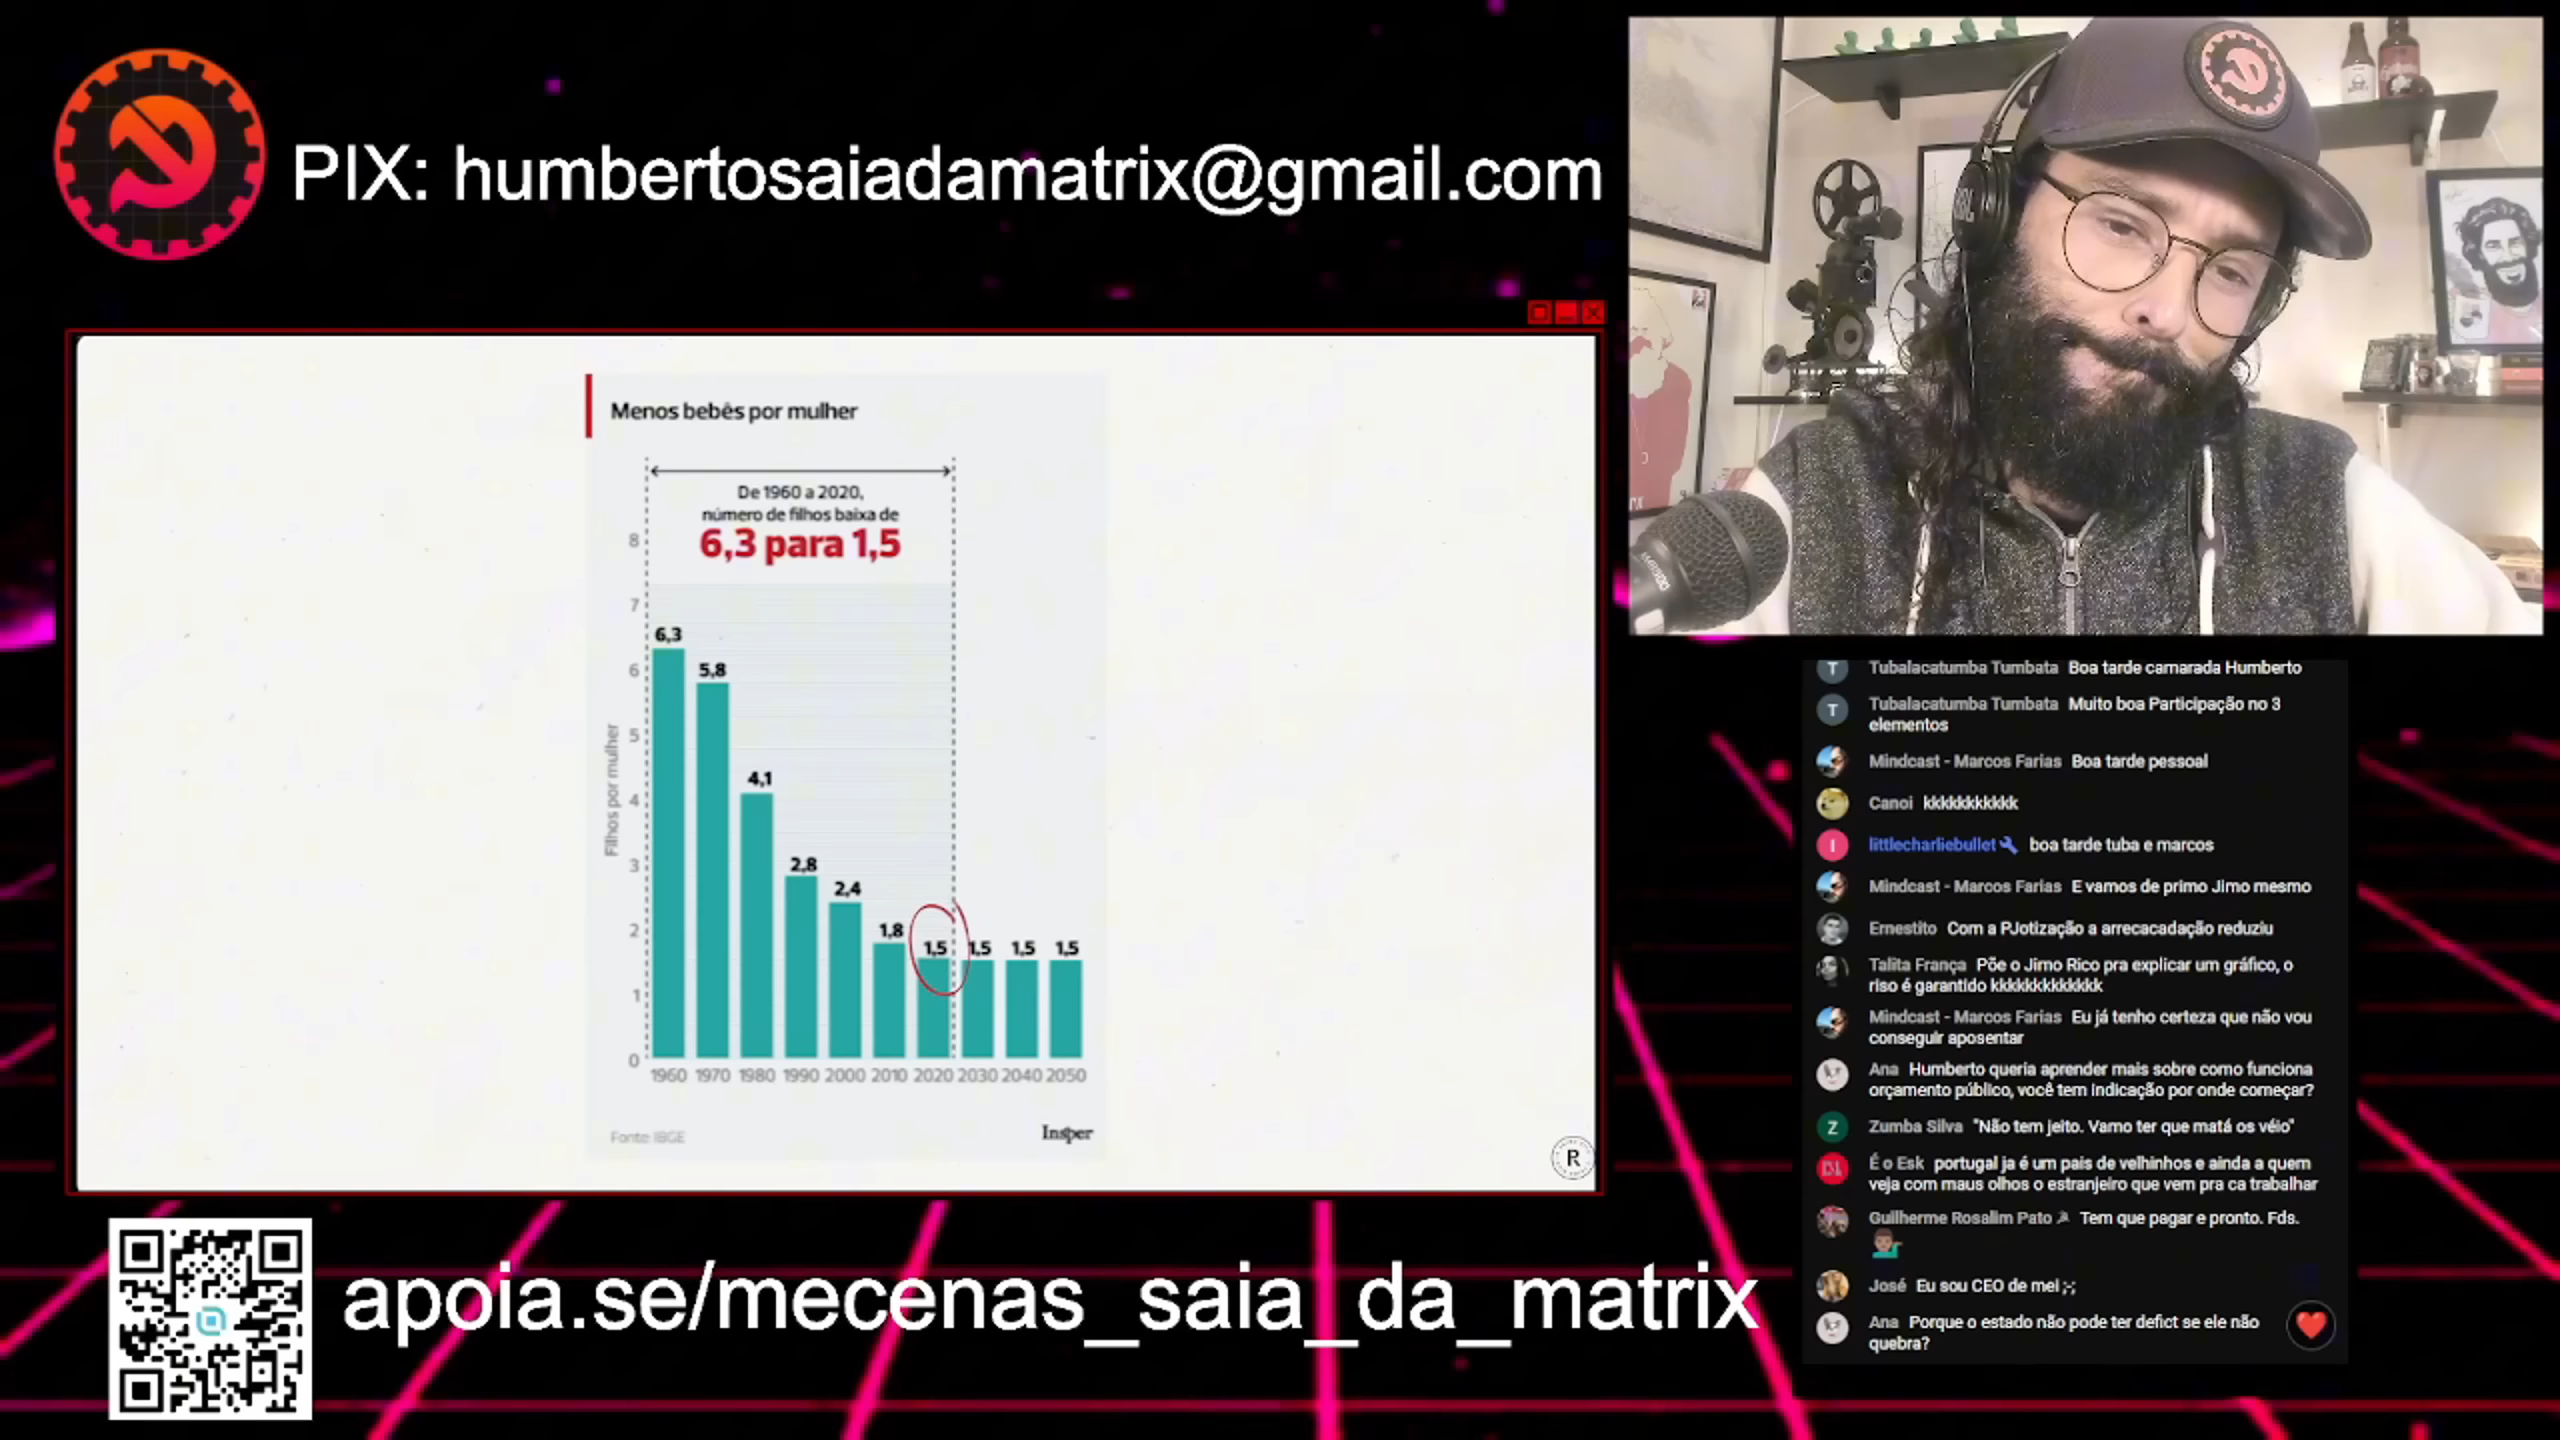 PIX: humbertosaiadamatrix@gmail.com
Menos bebês por mulher
De 1960 a 2020,
número de filhos baixa de
6,3 para 1,5
Filhos por mulher
8
7
6
5
4
3
2
1
0
6,3
5,8
4,1
2,8
2,4
1,8
1,5
1,5
1,5
1,5
1960 1970 1980 1990 2000 2010 2020 2030 2040 2050
Fonte: IBGE
Insper
R
apoia.se/mecenas_saia_da_matrix
JBL
T Tubalacatumba Tumbata Boa tarde camarada Humberto
T Tubalacatumba Tumbata Muito boa Participação no 3
elementos
Mindcast - Marcos Farias Boa tarde pessoal
Canoi kkkkkkkkkkk
l littlecharliebullet boa tarde tuba e marcos
Mindcast - Marcos Farias E vamos de primo Jimo mesmo
Ernestito Com a PJotização a arrecacadação reduziu
Talita França Põe o Jimo Rico pra explicar um gráfico, o
riso é garantido kkkkkkkkkkkkk
Mindcast - Marcos Farias Eu já tenho certeza que não vou
conseguir aposentar
Ana Humberto queria aprender mais sobre como funciona
orçamento público, você tem indicação por onde começar?
Z Zumba Silva "Não tem jeito. Vamo ter que matá os véio"
É o Esk portugal ja é um pais de velhinhos e ainda a quem
veja com maus olhos o estranjeiro que vem pra ca trabalhar
Guilherme Rosalim Pato Tem que pagar e pronto. Fds.
José Eu sou CEO de mei ;-;
Ana Porque o estado não pode ter defict se ele não
quebra?